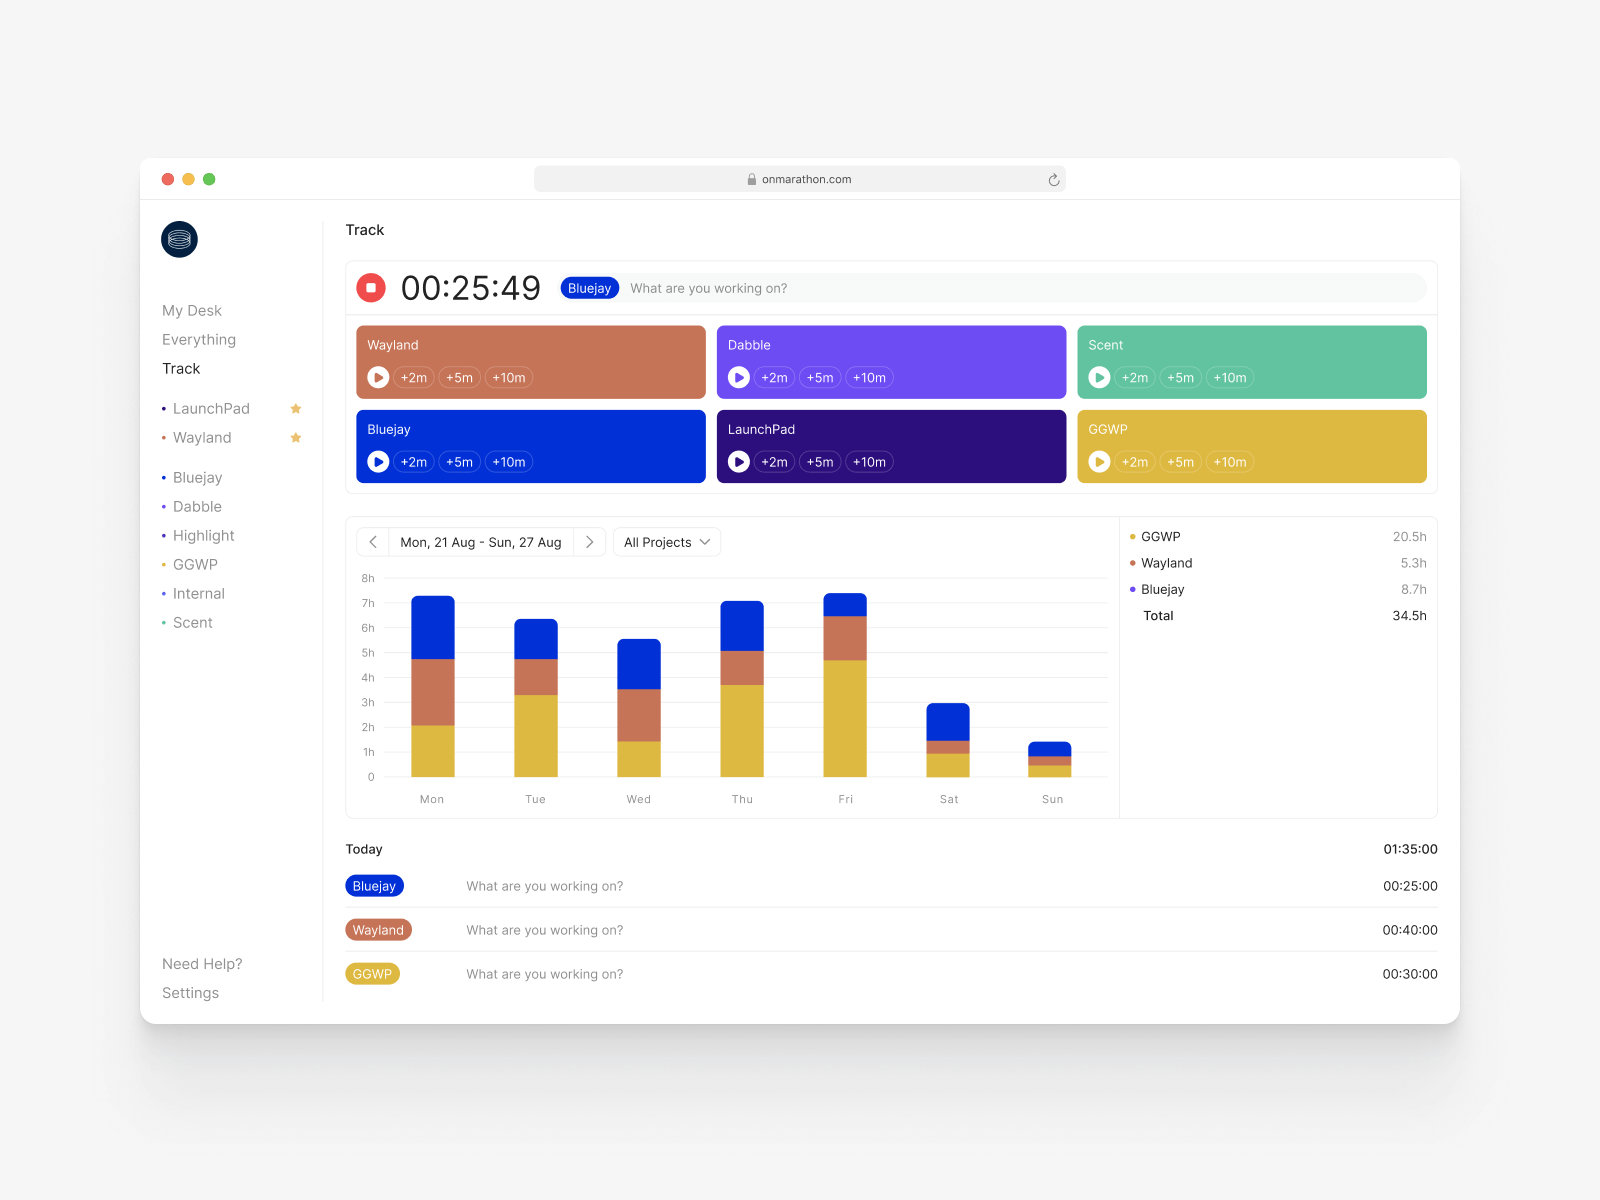 onmarathon.com
My Desk
Everything
Track
LaunchPad
Wayland
Bluejay
Dabble
Highlight
GGWP
Internal
Scent
Need Help?
Settings
Track
00:25:49 Bluejay What are you working on?
Wayland
+2m +5m +10m
Dabble
+2m +5m +10m
Scent
+2m +5m +10m
Bluejay
+2m +5m +10m
LaunchPad
+2m +5m +10m
GGWP
+2m +5m +10m
Mon, 21 Aug - Sun, 27 Aug All Projects
8h
7h
6h
5h
4h
3h
2h
1h
0
Mon Tue Wed Thu Fri Sat Sun
GGWP 20.5h
Wayland 5.3h
Bluejay 8.7h
Total 34.5h
Today 01:35:00
Bluejay What are you working on? 00:25:00
Wayland What are you working on? 00:40:00
GGWP What are you working on? 00:30:00